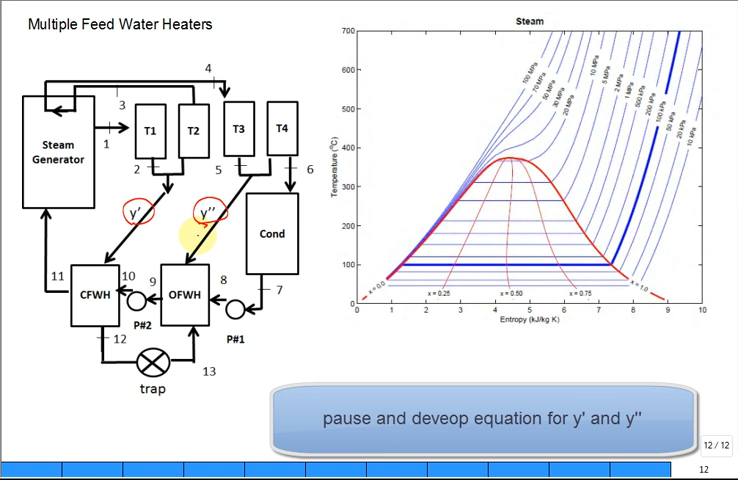 Multiple Feed Water Heaters
Steam
700
600
500
400
300
200
100
0
Temperature (°C)
100 MPa
70 MPa
50 MPa
30 MPa
20 MPa
10 MPa
5 MPa
2 MPa
1 MPa
500 kPa
200 kPa
100 kPa
50 kPa
20 kPa
10 kPa
x = 0.0
x = 0.25
x = 0.50
x = 0.75
x = 1.0
0 1 2 3 4 5 6 7 8 9 10
Entropy (kJ/kg K)
4
3
Steam
Generator
1
T1
T2
T3
T4
2
5
6
y'
y''
Cond
11
10
9
8
7
CFWH
OFWH
P#2
P#1
12
13
trap
pause and deveop equation for y' and y''
12 / 12
12